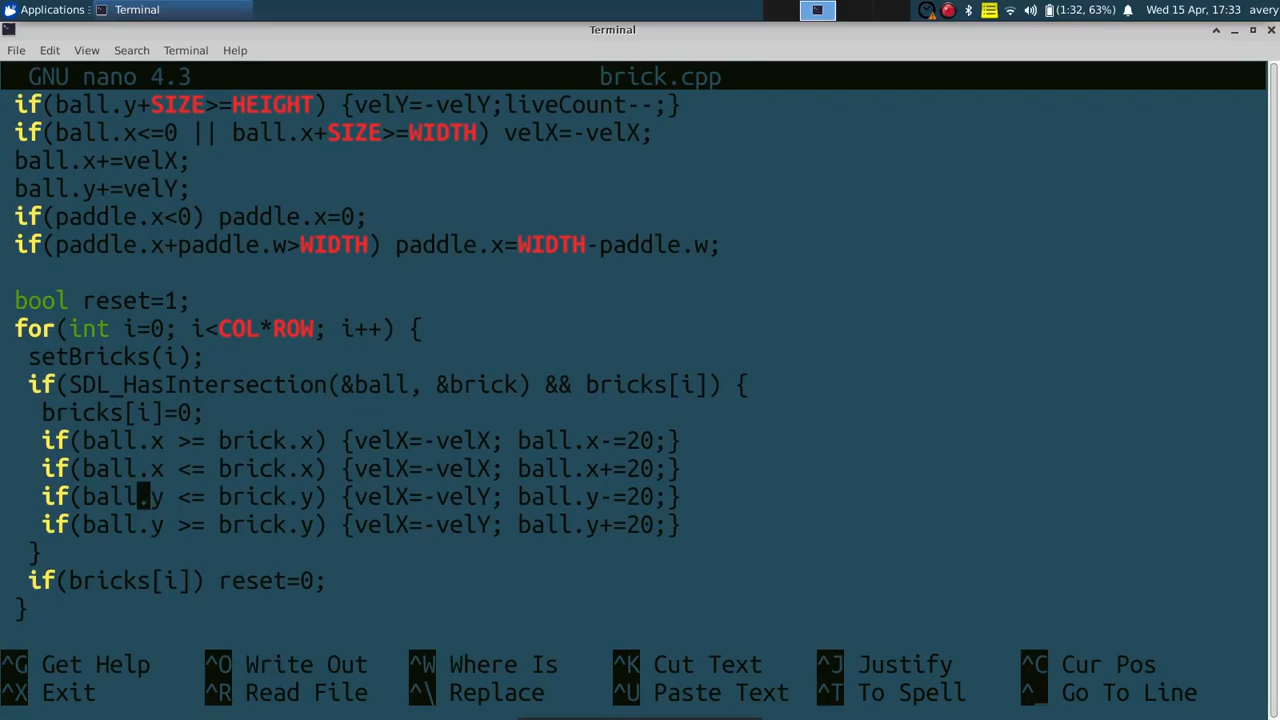 Applications Terminal (1:32, 63%) Wed 15 Apr, 17:33 avery
Terminal
File Edit View Search Terminal Help
GNU nano 4.3 brick.cpp
if(ball.y+SIZE>=HEIGHT) {velY=-velY;liveCount--;}
if(ball.x<=0 || ball.x+SIZE>=WIDTH) velX=-velX;
ball.x+=velX;
ball.y+=velY;
if(paddle.x<0) paddle.x=0;
if(paddle.x+paddle.w>WIDTH) paddle.x=WIDTH-paddle.w;
bool reset=1;
for(int i=0; i<COL*ROW; i++) {
setBricks(i);
if(SDL_HasIntersection(&ball, &brick) && bricks[i]) {
bricks[i]=0;
if(ball.x >= brick.x) {velX=-velX; ball.x-=20;}
if(ball.x <= brick.x) {velX=-velX; ball.x+=20;}
if(ball.y <= brick.y) {velX=-velY; ball.y-=20;}
if(ball.y >= brick.y) {velX=-velY; ball.y+=20;}
}
if(bricks[i]) reset=0;
}
^G Get Help ^O Write Out ^W Where Is ^K Cut Text ^J Justify ^C Cur Pos
^X Exit ^R Read File ^\ Replace ^U Paste Text ^T To Spell ^_ Go To Line